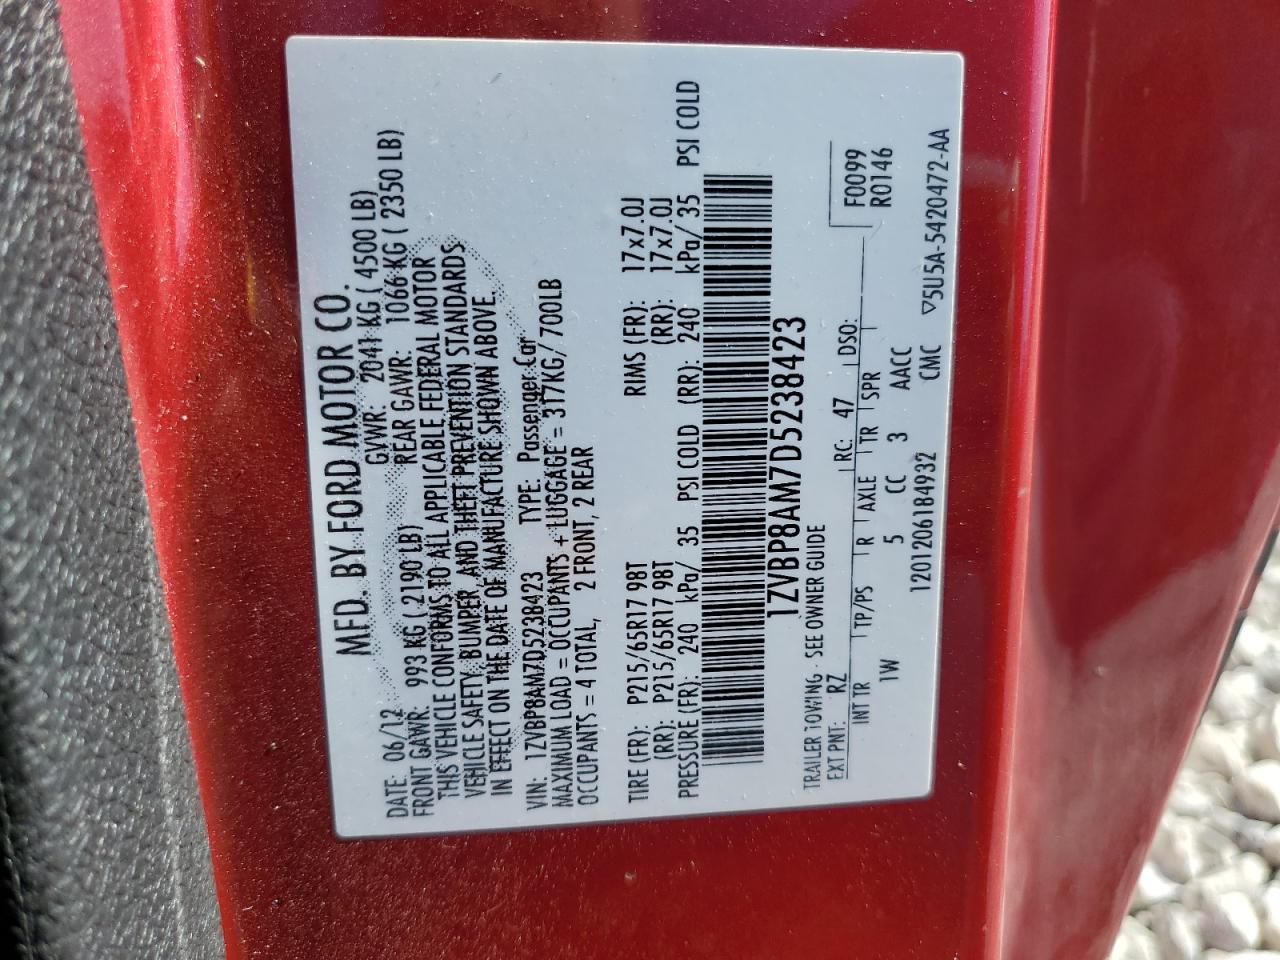 MFD. BY FORD MOTOR CO.
DATE: 06/12 GVWR: 2041 KG ( 4500 LB)
FRONT GAWR: 993 KG ( 2190 LB) REAR GAWR: 1066 KG ( 2350 LB)
THIS VEHICLE CONFORMS TO ALL APPLICABLE FEDERAL MOTOR
VEHICLE SAFETY, BUMPER, AND THEFT PREVENTION STANDARDS
IN EFFECT ON THE DATE OF MANUFACTURE SHOWN ABOVE.
VIN: 1ZVBP8AM7D5238423 TYPE: Passenger Car
MAXIMUM LOAD = OCCUPANTS + LUGGAGE = 317KG/ 700LB
OCCUPANTS = 4 TOTAL, 2 FRONT, 2 REAR
TIRE (FR): P215/65R17 98T RIMS (FR): 17x7.0J
(RR): P215/65R17 98T (RR): 17x7.0J
PRESSURE (FR): 240 kPa/ 35 PSI COLD (RR): 240 kPa/ 35 PSI COLD
1ZVBP8AM7D5238423
TRAILER TOWING - SEE OWNER GUIDE
EXT PNT: RZ RC: 47 DSO: F0099
INT TR TP/PS R AXLE TR SPR R0146
1W 5 CC 3 AACC
120120618493​2 CMC ▽5U5A-5420472-AA